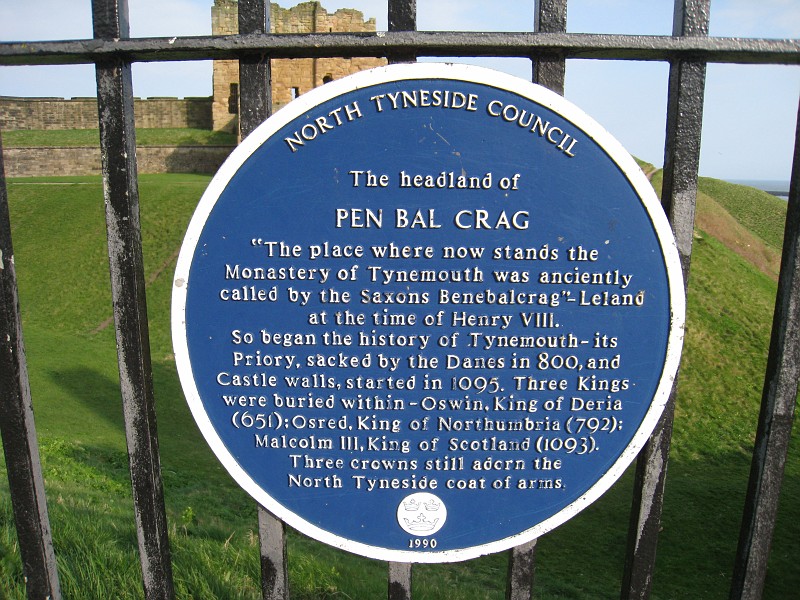 NORTH TYNESIDE COUNCIL
The headland of
PEN BAL CRAG
"The place where now stands the
Monastery of Tynemouth was anciently
called by the Saxons Benebalcrag"-Leland
at the time of Henry VIII.
So began the history of Tynemouth-its
Priory, sacked by the Danes in 800, and
Castle walls, started in 1095. Three Kings
were buried within-Oswin, King of Deria
(651); Osred, King of Northumbria (792);
Malcolm III, King of Scotland (1093).
Three crowns still adorn the
North Tyneside coat of arms.
1990